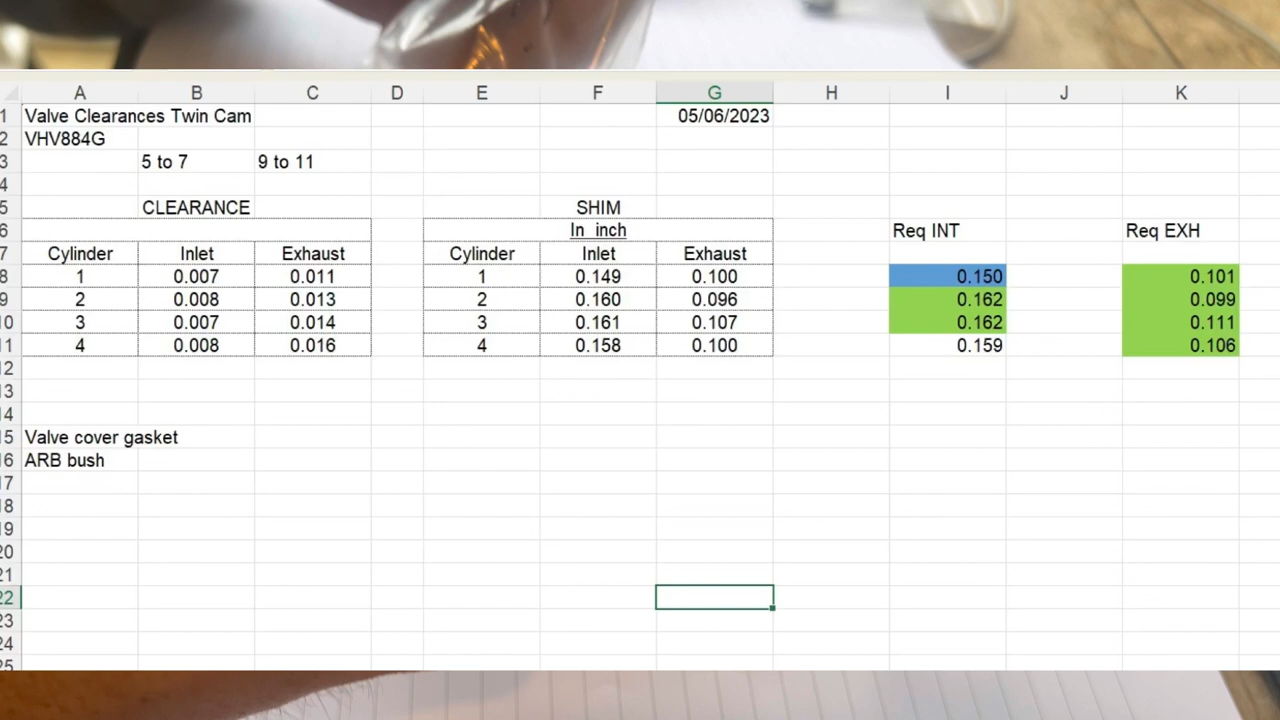 A B C D E F G H I J K
1 Valve Clearances Twin Cam 05/06/2023
2 VHV884G
3 5 to 7 9 to 11
4
5 CLEARANCE SHIM
6 In inch Req INT Req EXH
7 Cylinder Inlet Exhaust Cylinder Inlet Exhaust
8 1 0.007 0.011 1 0.149 0.100 0.150 0.101
9 2 0.008 0.013 2 0.160 0.096 0.162 0.099
10 3 0.007 0.014 3 0.161 0.107 0.162 0.111
11 4 0.008 0.016 4 0.158 0.100 0.159 0.106
12
13
14
15 Valve cover gasket
16 ARB bush
17
18
19
20
21
22
23
24
25